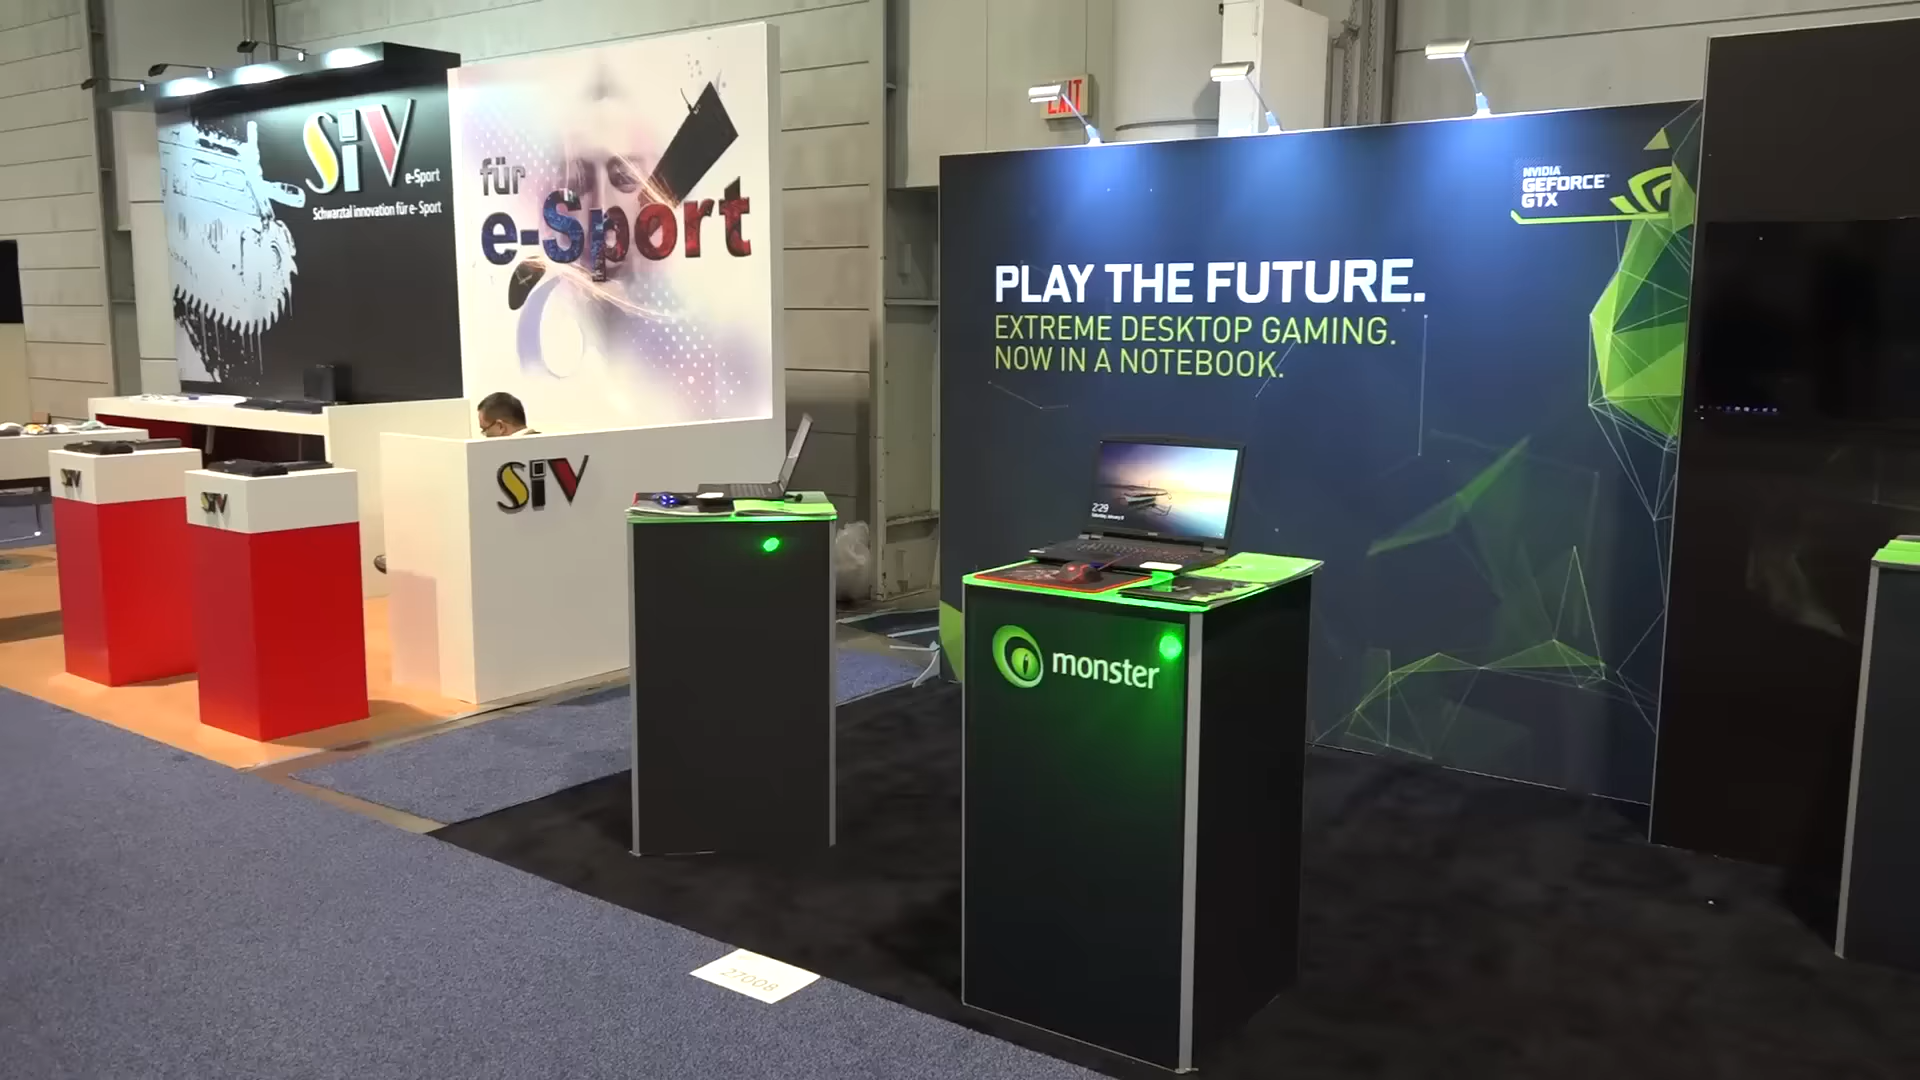 SiV
e-Sport
Schwarztal innovation für e-Sport
für
e-Sport
EXIT
NVIDIA
GEFORCE
GTX
PLAY THE FUTURE.
EXTREME DESKTOP GAMING.
NOW IN A NOTEBOOK.
SiV
SiV
SiV
2:29
monster
27008